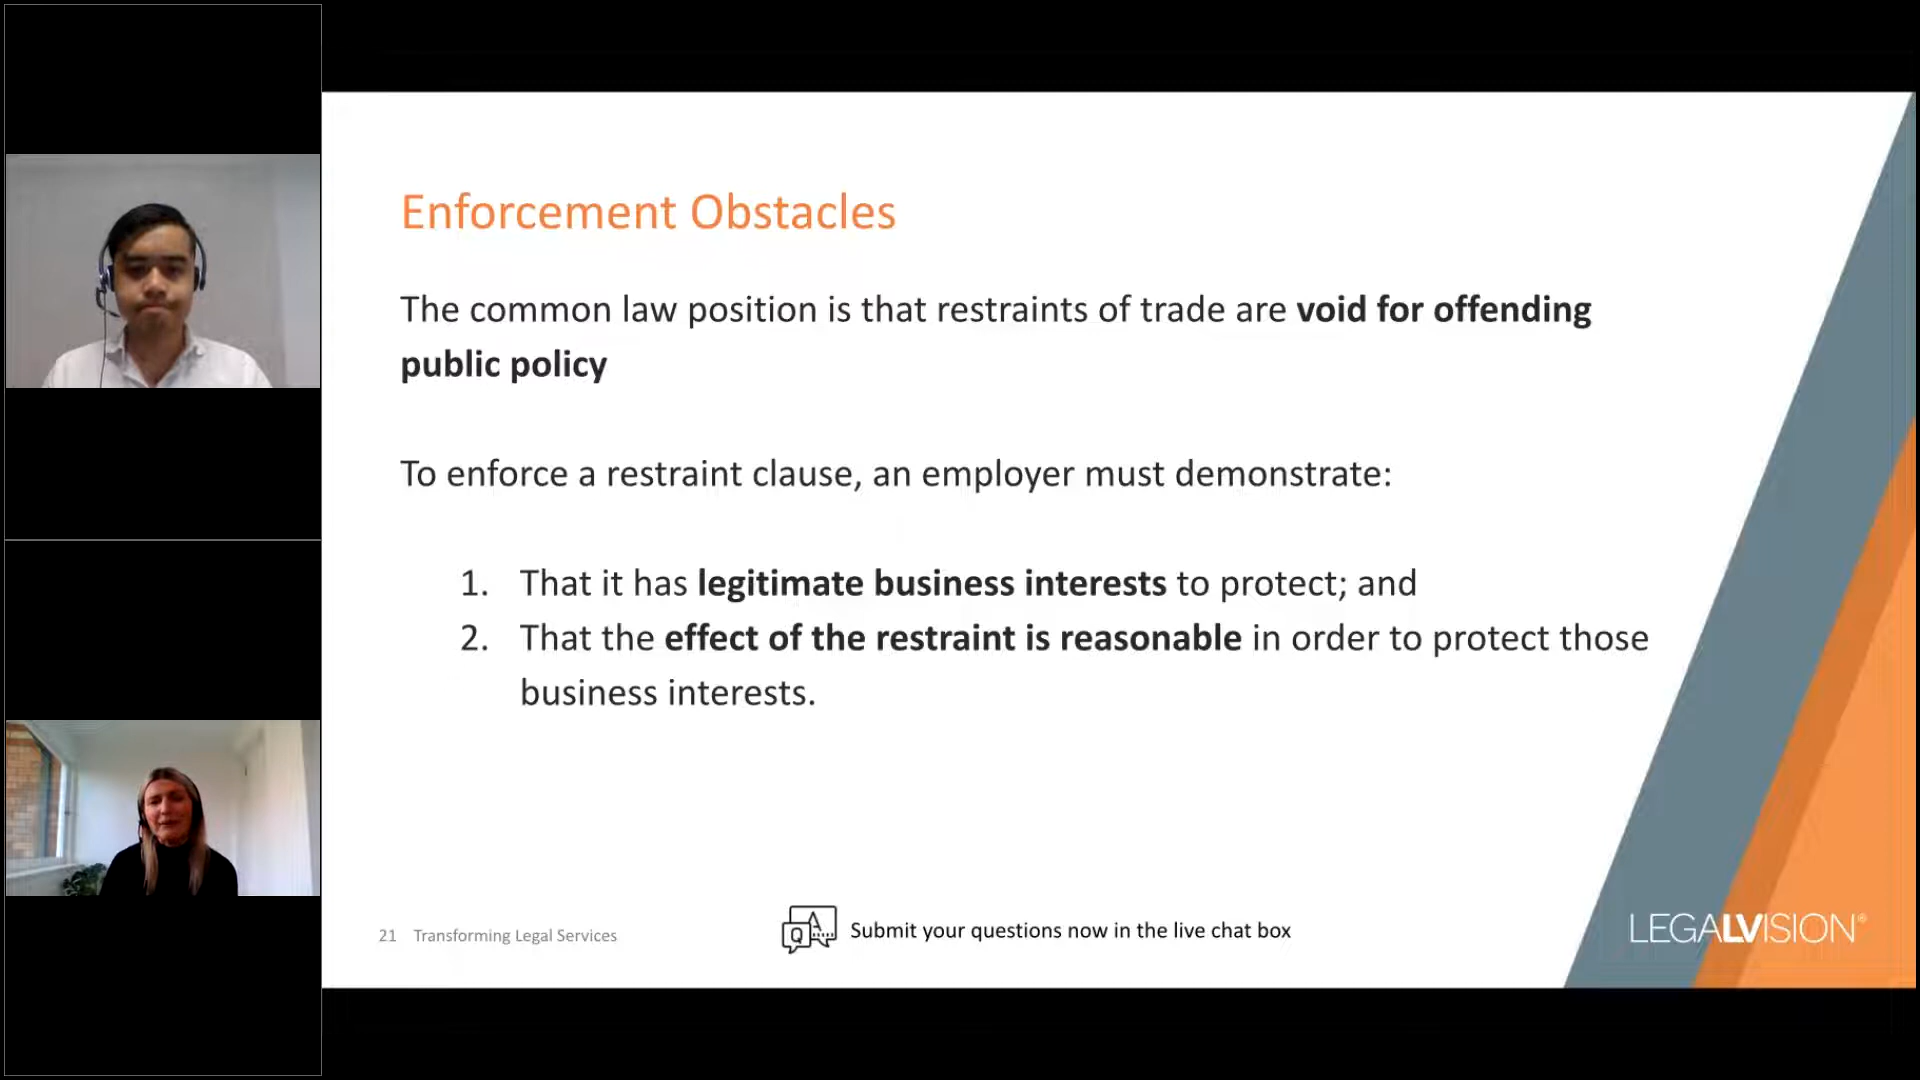 Enforcement Obstacles
The common law position is that restraints of trade are void for offending
public policy
To enforce a restraint clause, an employer must demonstrate:
1. That it has legitimate business interests to protect; and
2. That the effect of the restraint is reasonable in order to protect those
business interests.
21 Transforming Legal Services
Q A
Submit your questions now in the live chat box
LEGALVISION®